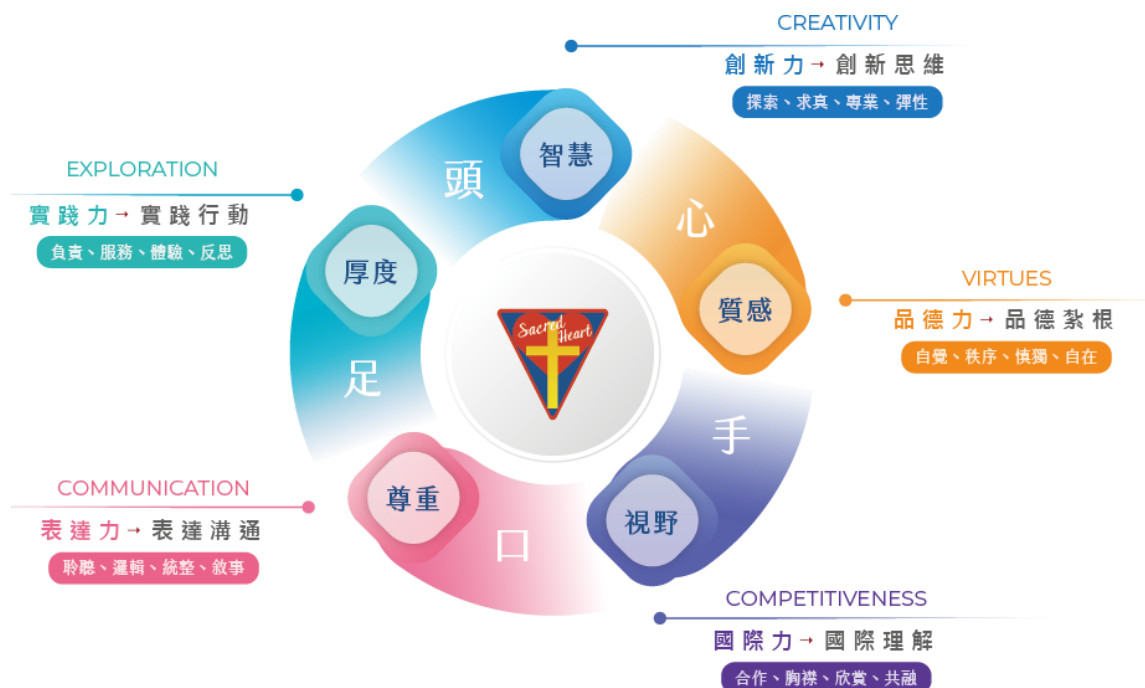 CREATIVITY
創新力→創新思維
探索、求真、專業、彈性
頭
智慧
心
質感
VIRTUES
品德力→品德紮根
自覺、秩序、慎獨、自在
手
視野
COMPETITIVENESS
國際力→國際理解
合作、胸襟、欣賞、共融
口
尊重
COMMUNICATION
表達力→表達溝通
聆聽、邏輯、統整、敘事
足
厚度
EXPLORATION
實踐力→實踐行動
負責、服務、體驗、反思
Sacred
Heart